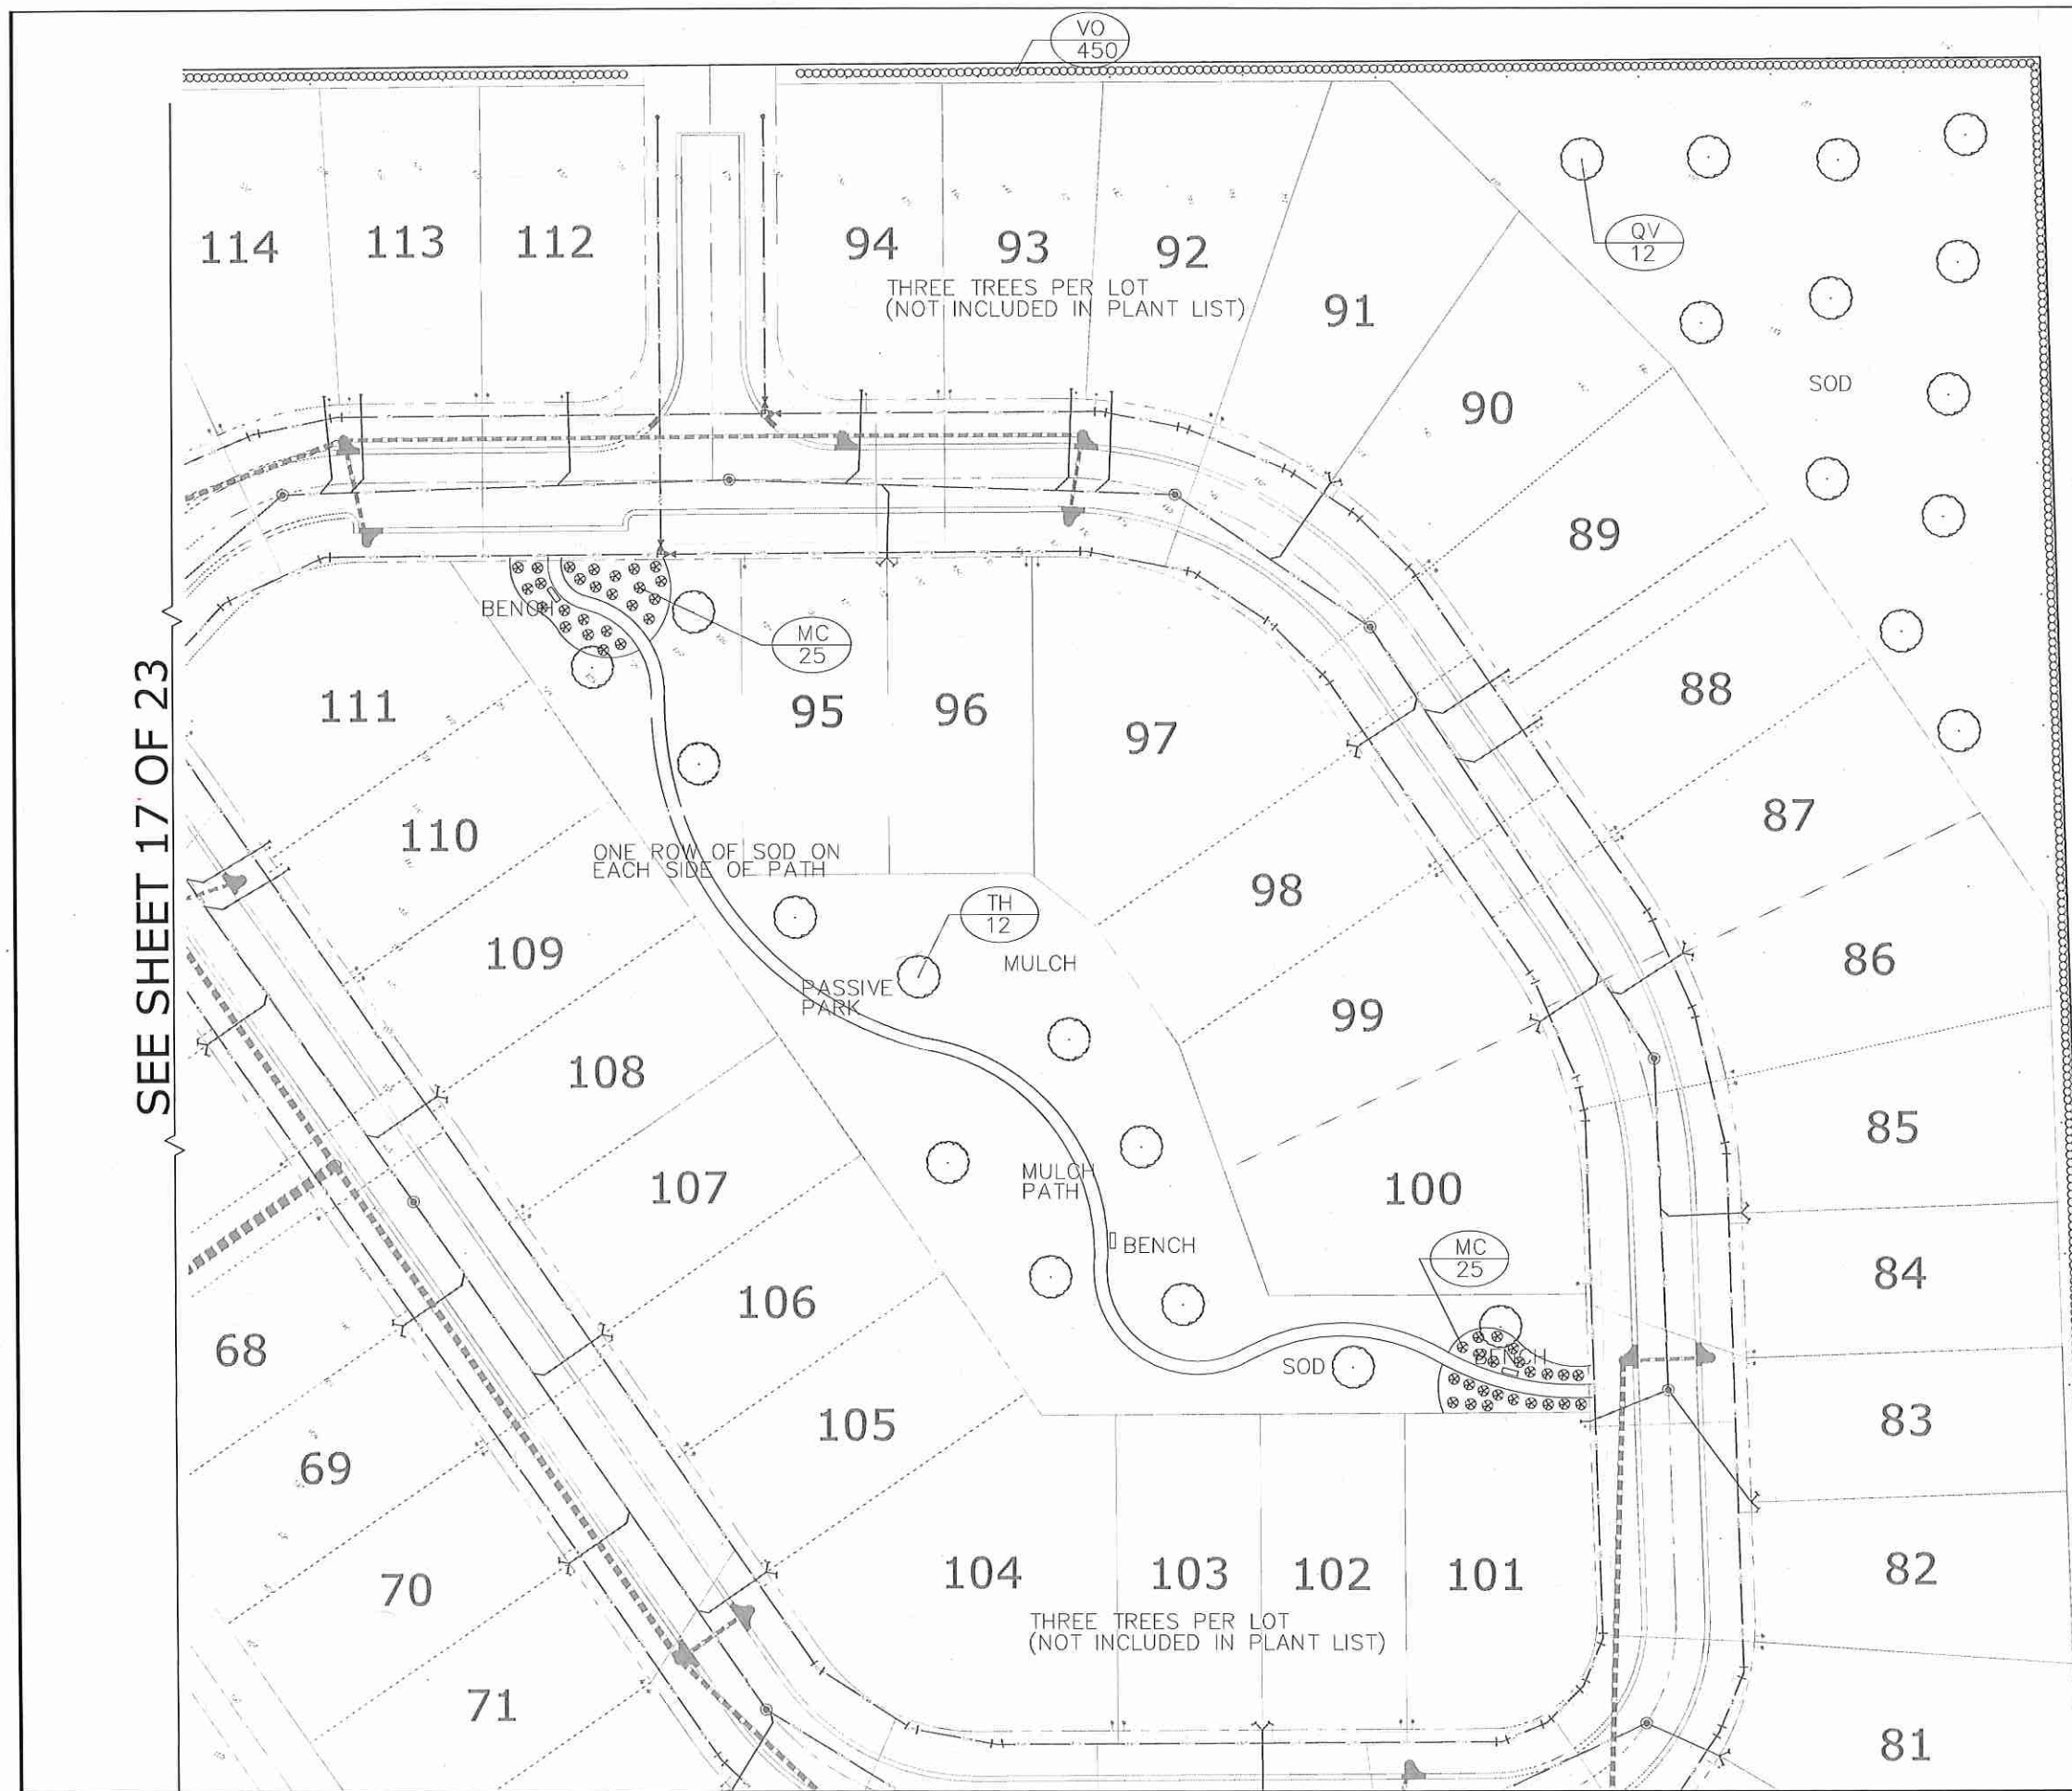 VO
450
QV
12
114
113
112
94
93
92
THREE TREES PER LOT
(NOT INCLUDED IN PLANT LIST)
91
90
SOD
89
BENCH
MC
25
111
95
96
97
88
SEE SHEET 17 OF 23
110
87
ONE ROW OF SOD ON
EACH SIDE OF PATH
98
TH
12
109
MULCH
86
PASSIVE
PARK
99
108
85
107
MULCH
PATH
100
BENCH
MC
25
84
106
68
SOD
BENCH
105
83
69
104
103
102
101
82
70
THREE TREES PER LOT
(NOT INCLUDED IN PLANT LIST)
71
81